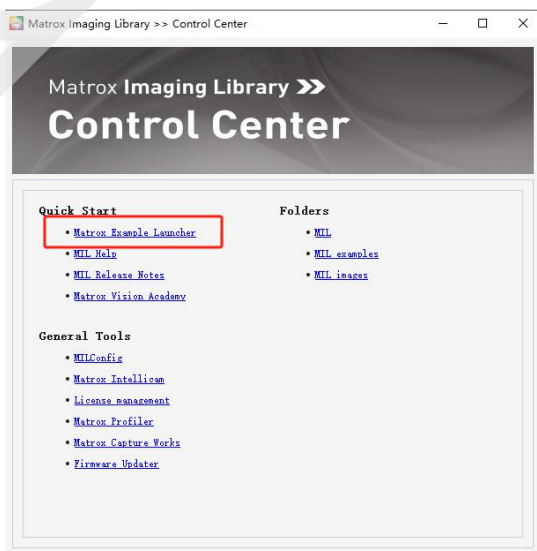 Matrox Imaging Library >> Control Center
Matrox Imaging Library >>
Control Center
Quick Start
• Matrox Example Launcher
• MIL Help
• MIL Release Notes
• Matrox Vision Academy
Folders
• MIL
• MIL examples
• MIL images
General Tools
• MILConfig
• Matrox Intellicam
• License management
• Matrox Profiler
• Matrox Capture Works
• Firmware Updater